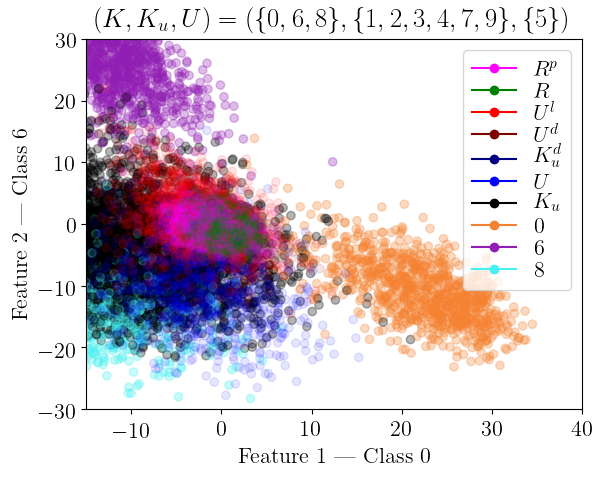 (K, K_u, U) = ({0, 6, 8}, {1, 2, 3, 4, 7, 9}, {5})
30
20
10
0
−10
−20
−30
Feature 2 — Class 6
R^p
R
U^l
U^d
K_u^d
U
K_u
0
6
8
−10
0
10
20
30
40
Feature 1 — Class 0